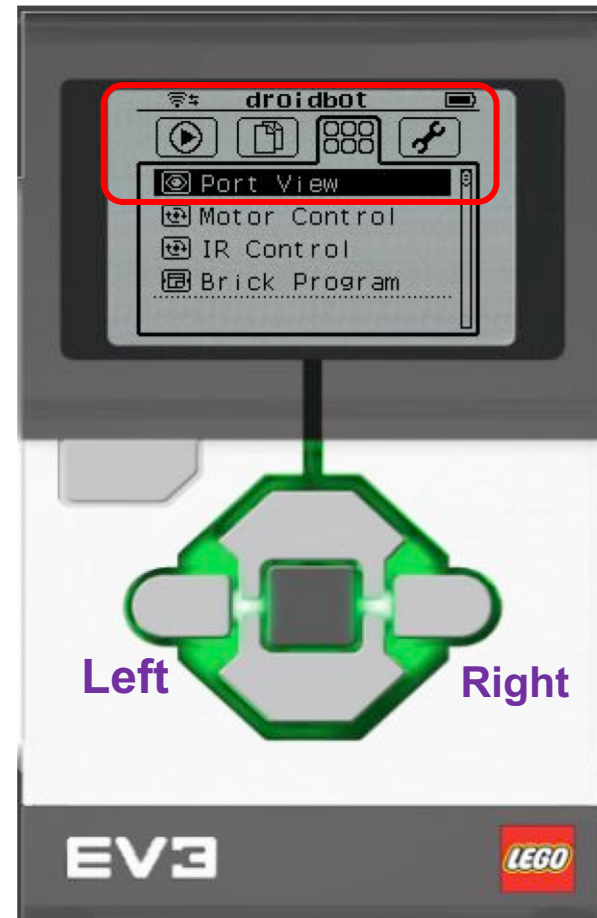 droidbot
Port View
Motor Control
IR Control
Brick Program
Left
Right
EV3
LEGO